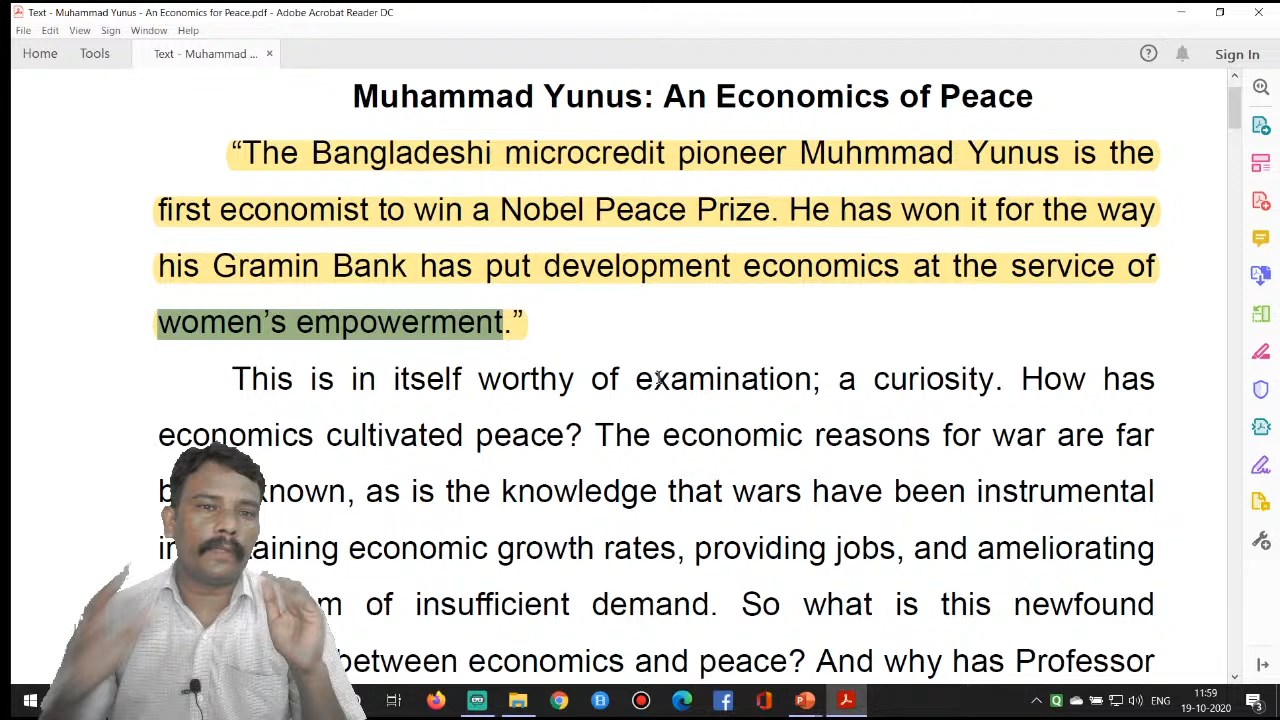 Text - Muhammad Yunus - An Economics for Peace.pdf - Adobe Acrobat Reader DC
File Edit View Sign Window Help
Home Tools Text - Muhammad ... × Sign In
Muhammad Yunus: An Economics of Peace
“The Bangladeshi microcredit pioneer Muhmmad Yunus is the
first economist to win a Nobel Peace Prize. He has won it for the way
his Gramin Bank has put development economics at the service of
women’s empowerment.”
This is in itself worthy of examination; a curiosity. How has
economics cultivated peace? The economic reasons for war are far
known, as is the knowledge that wars have been instrumental
economic growth rates, providing jobs, and ameliorating
of insufficient demand. So what is this newfound
between economics and peace? And why has Professor
ENG
11:59
19-10-2020
3